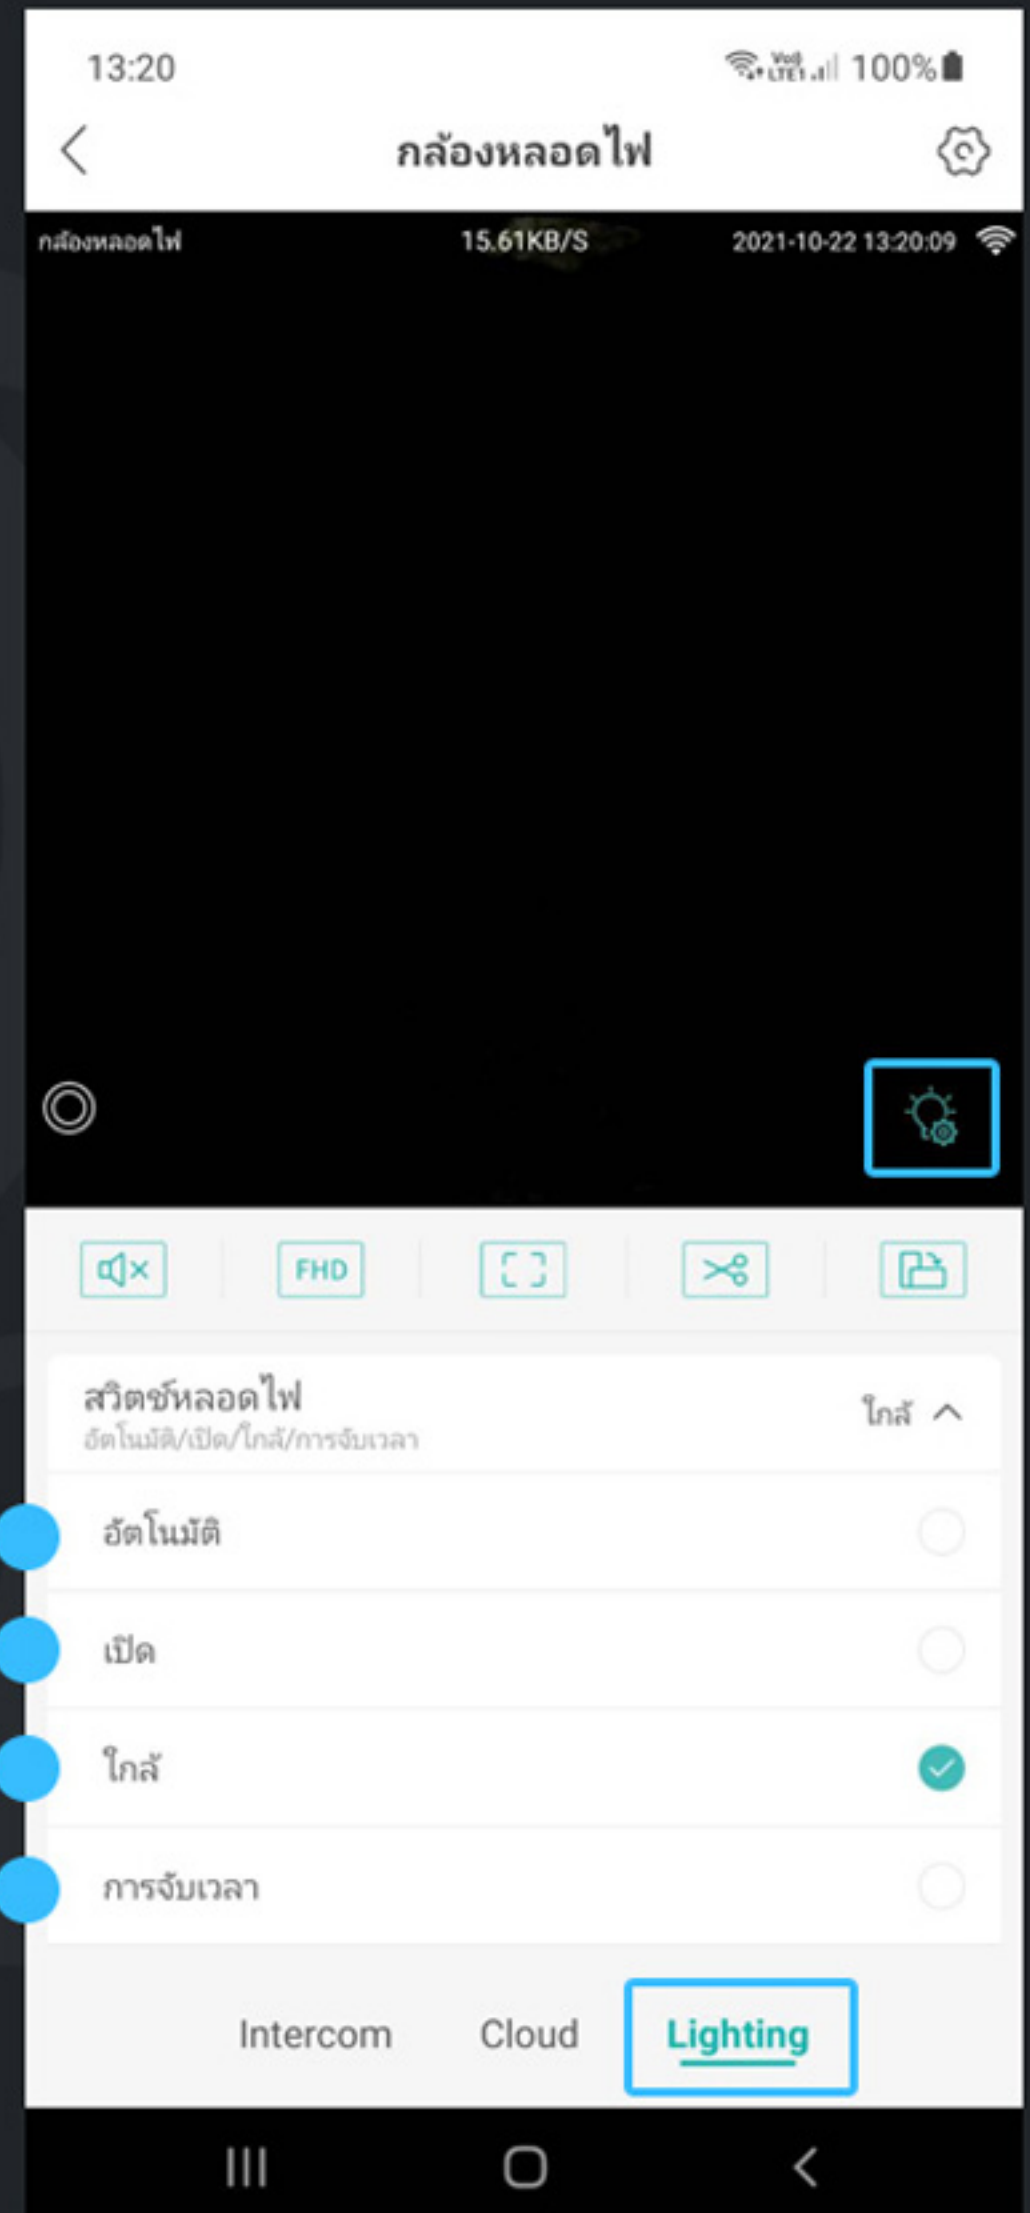 13:20 Vo)) LTE1 100%
กล้องหลอดไฟ
กล้องหลอดไฟ 15.61KB/S 2021-10-22 13:20:09
FHD
สวิตช์หลอดไฟ ใกล้
อัตโนมัติ/เปิด/ใกล้/การจับเวลา
อัตโนมัติ
เปิด
ใกล้
การจับเวลา
Intercom Cloud Lighting